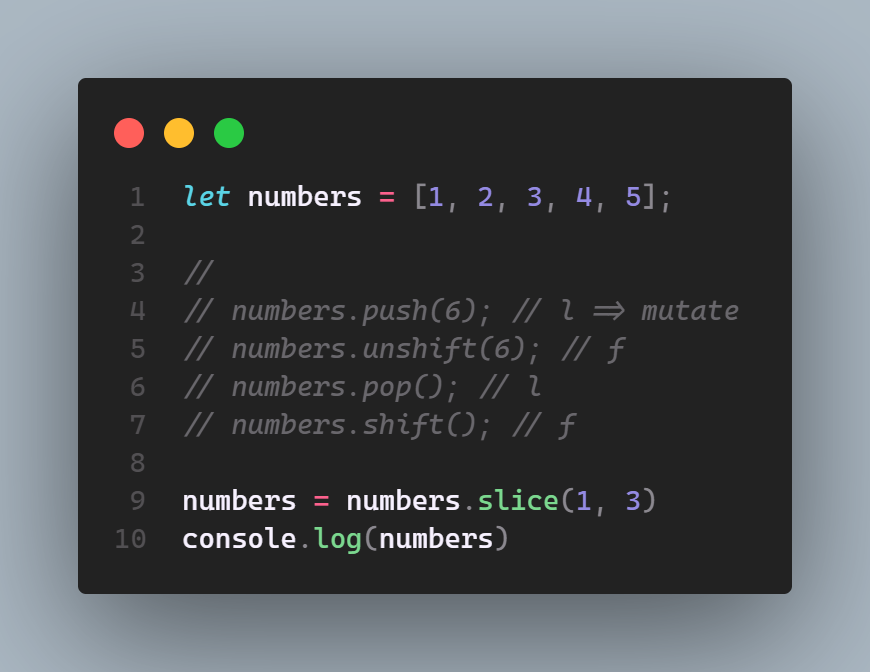 1 let numbers = [1, 2, 3, 4, 5];
2
3 //
4 // numbers.push(6); // l => mutate
5 // numbers.unshift(6); // f
6 // numbers.pop(); // l
7 // numbers.shift(); // f
8
9 numbers = numbers.slice(1, 3)
10 console.log(numbers)